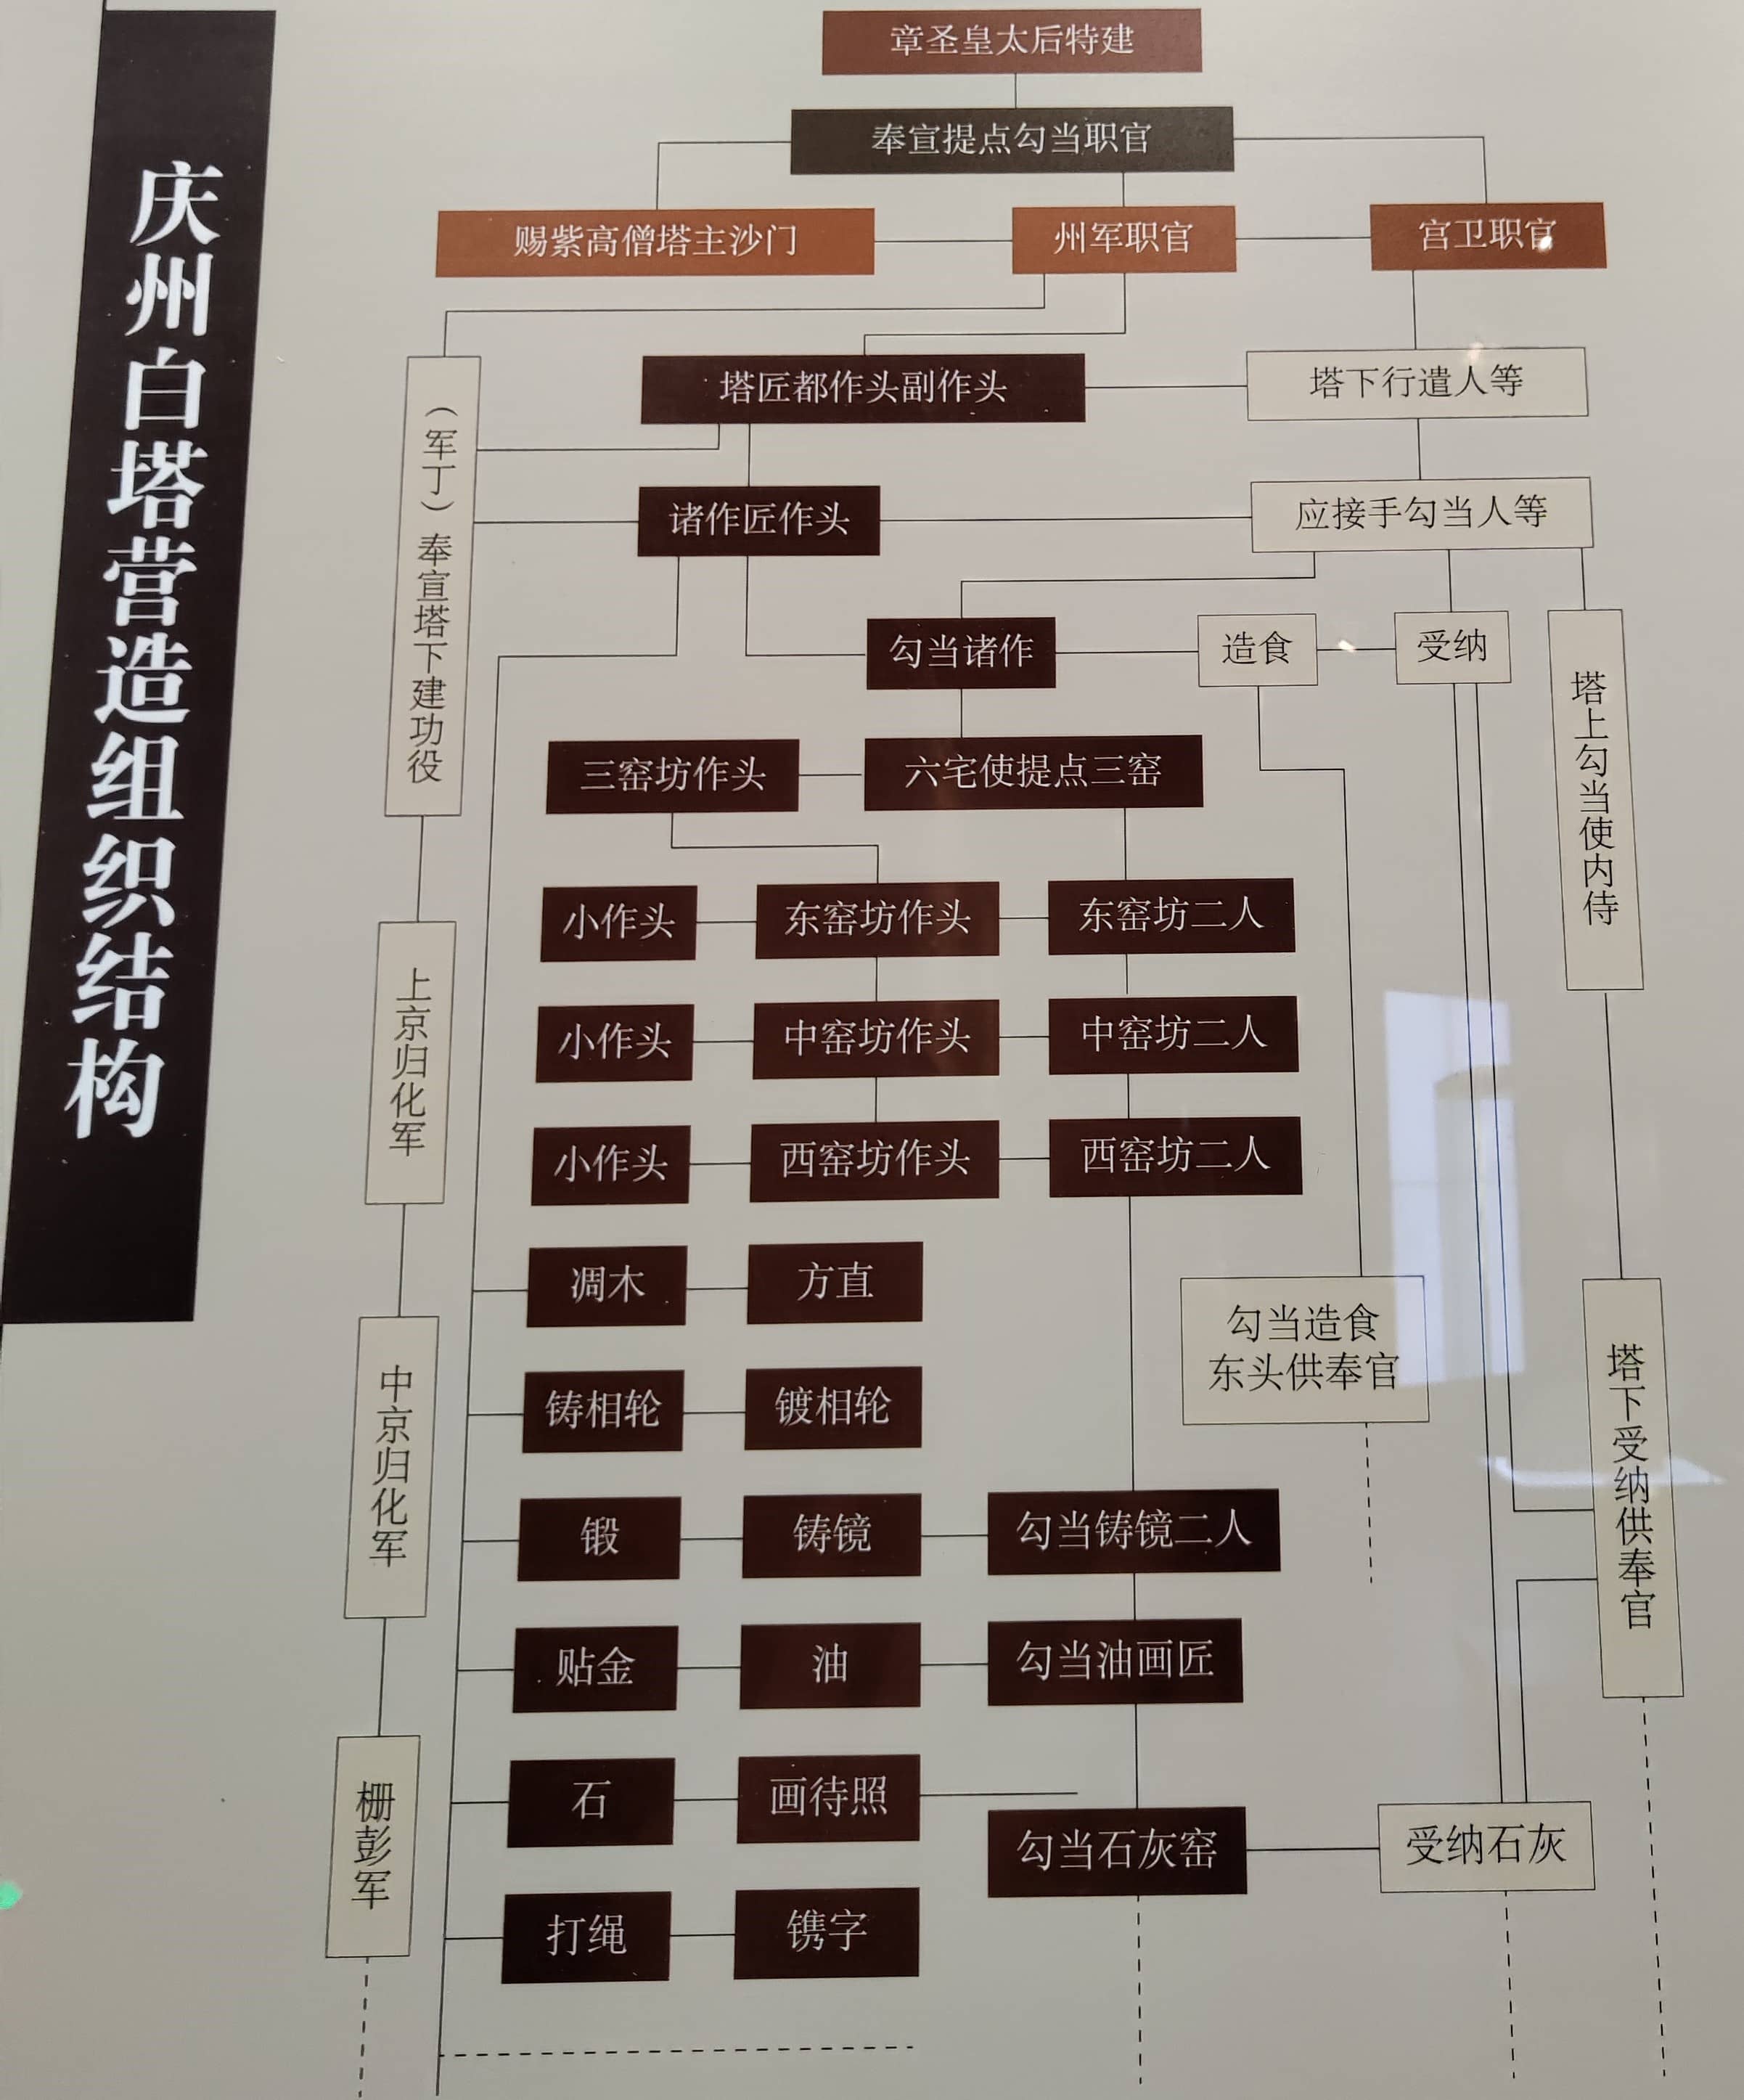 庆州白塔营造组织结构
章圣皇太后特建
奉宣提点勾当职官
赐紫高僧塔主沙门
州军职官
宫卫职官
塔匠都作头副作头
塔下行遣人等
（军丁）奉宣塔下建功役
诸作匠作头
应接手勾当人等
勾当诸作
造食
受纳
塔上勾当使内侍
三窑坊作头
六宅使提点三窑
小作头
东窑坊作头
东窑坊二人
上京归化军
小作头
中窑坊作头
中窑坊二人
小作头
西窑坊作头
西窑坊二人
凋木
方直
勾当造食
东头供奉官
塔下受纳供奉官
中京归化军
铸相轮
镀相轮
锻
铸镜
勾当铸镜二人
贴金
油
勾当油画匠
栅彭军
石
画待照
勾当石灰窑
受纳石灰
打绳
镌字